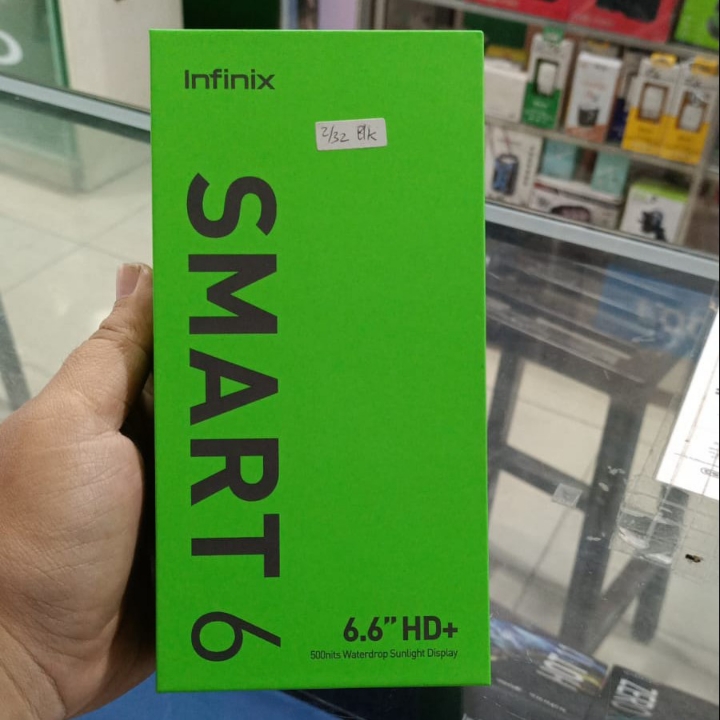 Infinix
2/32 Blk
SMART 6
6.6” HD+
500nits Waterdrop Sunlight Display